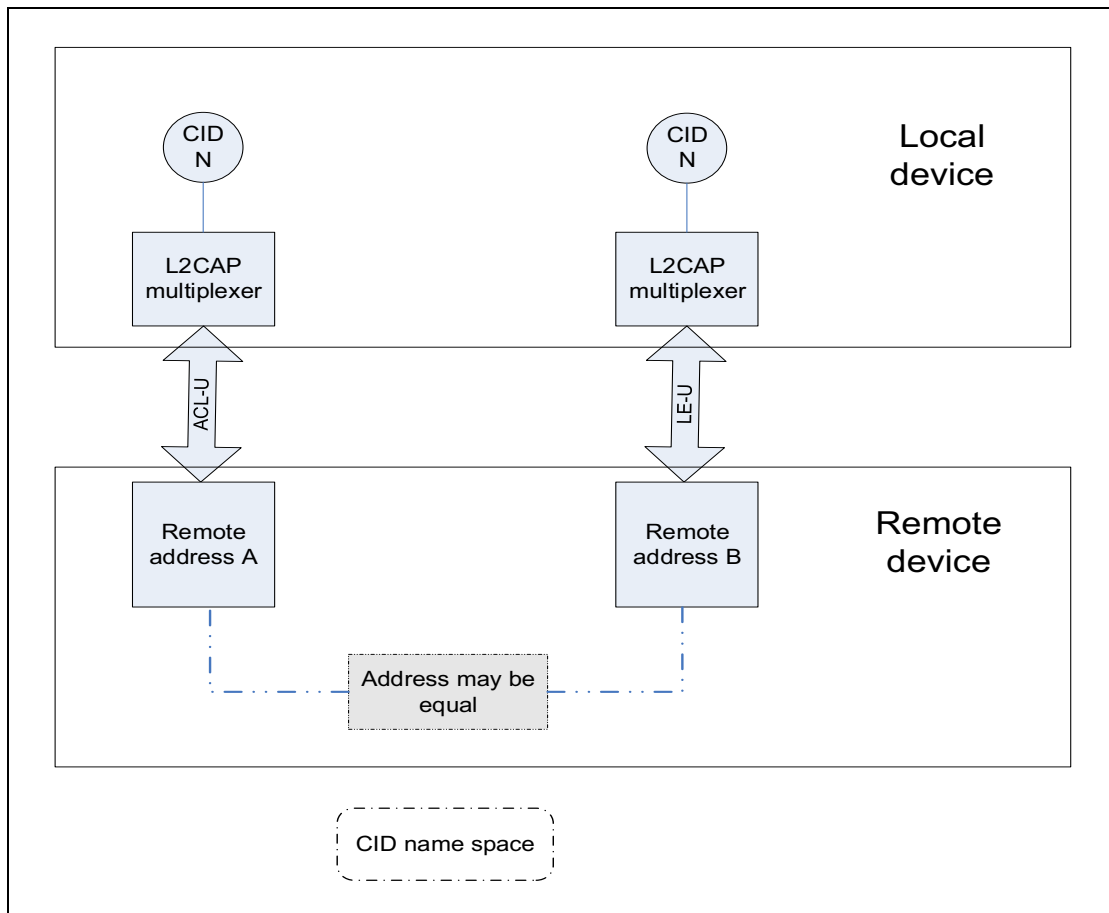 CID
N
CID
N
Local
device
L2CAP
multiplexer
L2CAP
multiplexer
ACL-U
LE-U
Remote
address A
Remote
address B
Remote
device
Address may be
equal
CID name space